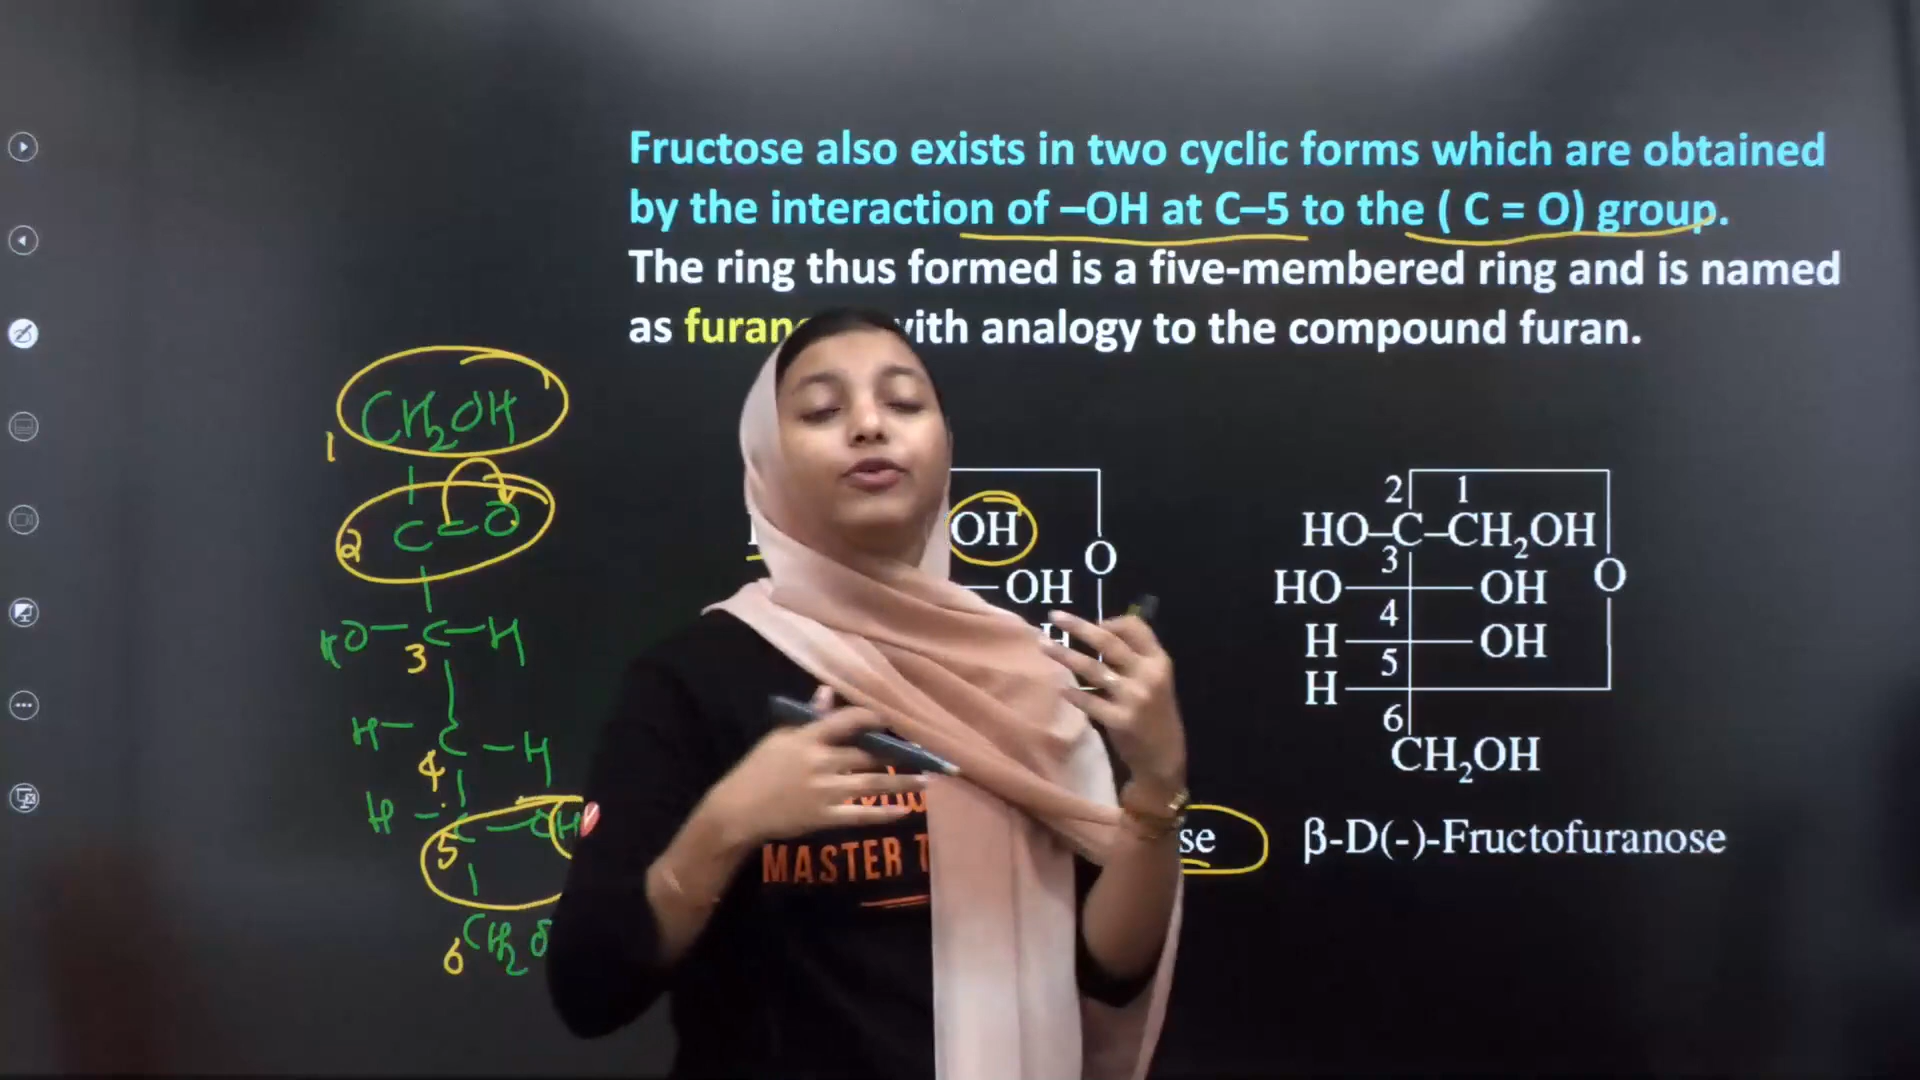 Fructose also exists in two cyclic forms which are obtained
by the interaction of –OH at C–5 to the ( C = O) group.
The ring thus formed is a five-membered ring and is named
as with analogy to the compound furan.
1 CH2OH
2 C=O
HO–C–H
3
H–C–H
4
H–C–OH
5
6
OH
–OH
O
H
2 1
HO–C–CH2OH
3
HO OH O
4
H OH
5
H
6
CH2OH
β-D(-)-Fructofuranose
MASTER